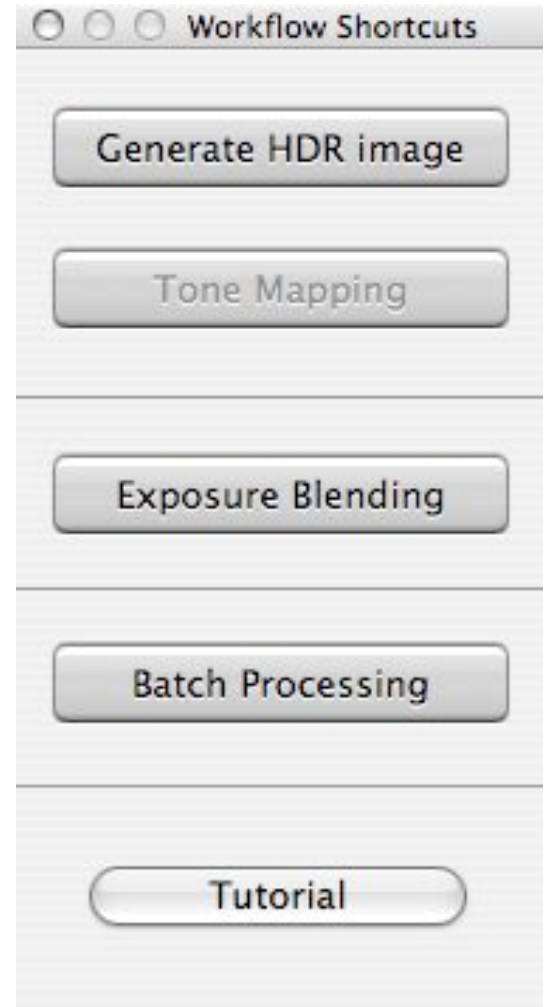 Workflow Shortcuts
Generate HDR image
Tone Mapping
Exposure Blending
Batch Processing
Tutorial